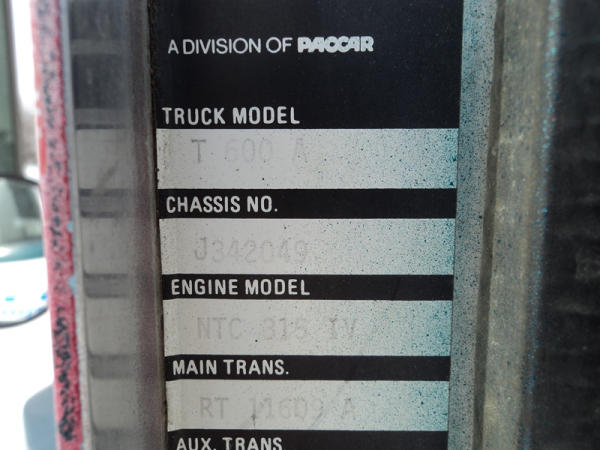 A DIVISION OF PACCAR
TRUCK MODEL
T 600 A
CHASSIS NO.
J342049
ENGINE MODEL
NTC 315 IV
MAIN TRANS.
RT 11609 A
AUX. TRANS